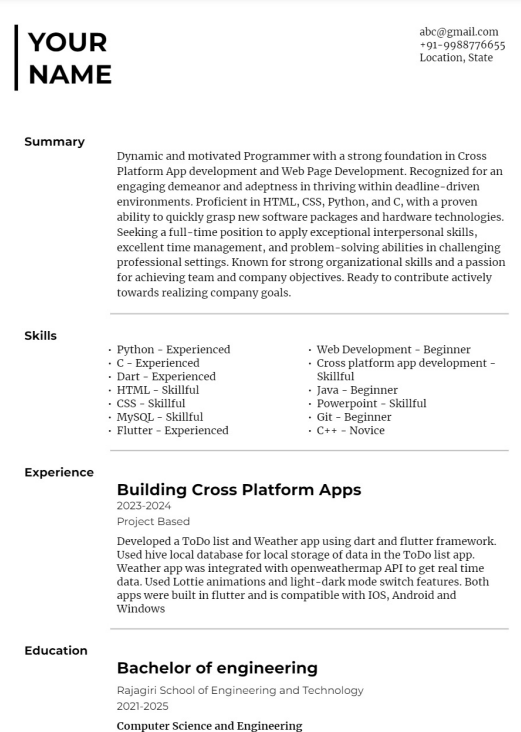 YOUR
NAME
abc@gmail.com
+91-9988776655
Location, State
Summary
Dynamic and motivated Programmer with a strong foundation in Cross
Platform App development and Web Page Development. Recognized for an
engaging demeanor and adeptness in thriving within deadline-driven
environments. Proficient in HTML, CSS, Python, and C, with a proven
ability to quickly grasp new software packages and hardware technologies.
Seeking a full-time position to apply exceptional interpersonal skills,
excellent time management, and problem-solving abilities in challenging
professional settings. Known for strong organizational skills and a passion
for achieving team and company objectives. Ready to contribute actively
towards realizing company goals.
Skills
• Python - Experienced
• C - Experienced
• Dart - Experienced
• HTML - Skillful
• CSS - Skillful
• MySQL - Skillful
• Flutter - Experienced
• Web Development - Beginner
• Cross platform app development -
Skillful
• Java - Beginner
• Powerpoint - Skillful
• Git - Beginner
• C++ - Novice
Experience
Building Cross Platform Apps
2023-2024
Project Based
Developed a ToDo list and Weather app using dart and flutter framework.
Used hive local database for local storage of data in the ToDo list app.
Weather app was integrated with openweathermap API to get real time
data. Used Lottie animations and light-dark mode switch features. Both
apps were built in flutter and is compatible with IOS, Android and
Windows
Education
Bachelor of engineering
Rajagiri School of Engineering and Technology
2021-2025
Computer Science and Engineering